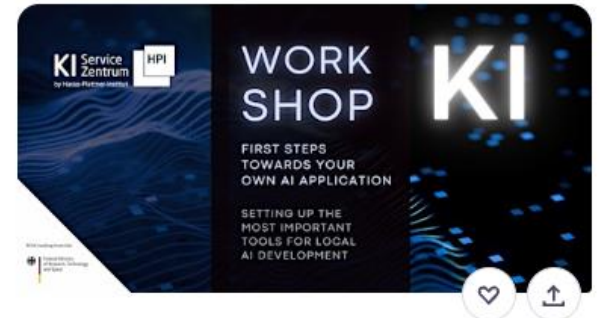 KI Service
Zentrum
by Hasso-Plattner-Institut
HPI
WORK
SHOP
FIRST STEPS
TOWARDS YOUR
OWN AI APPLICATION
SETTING UP THE
MOST IMPORTANT
TOOLS FOR LOCAL
AI DEVELOPMENT
KI
Federal Ministry
of Research, Technology
and Space